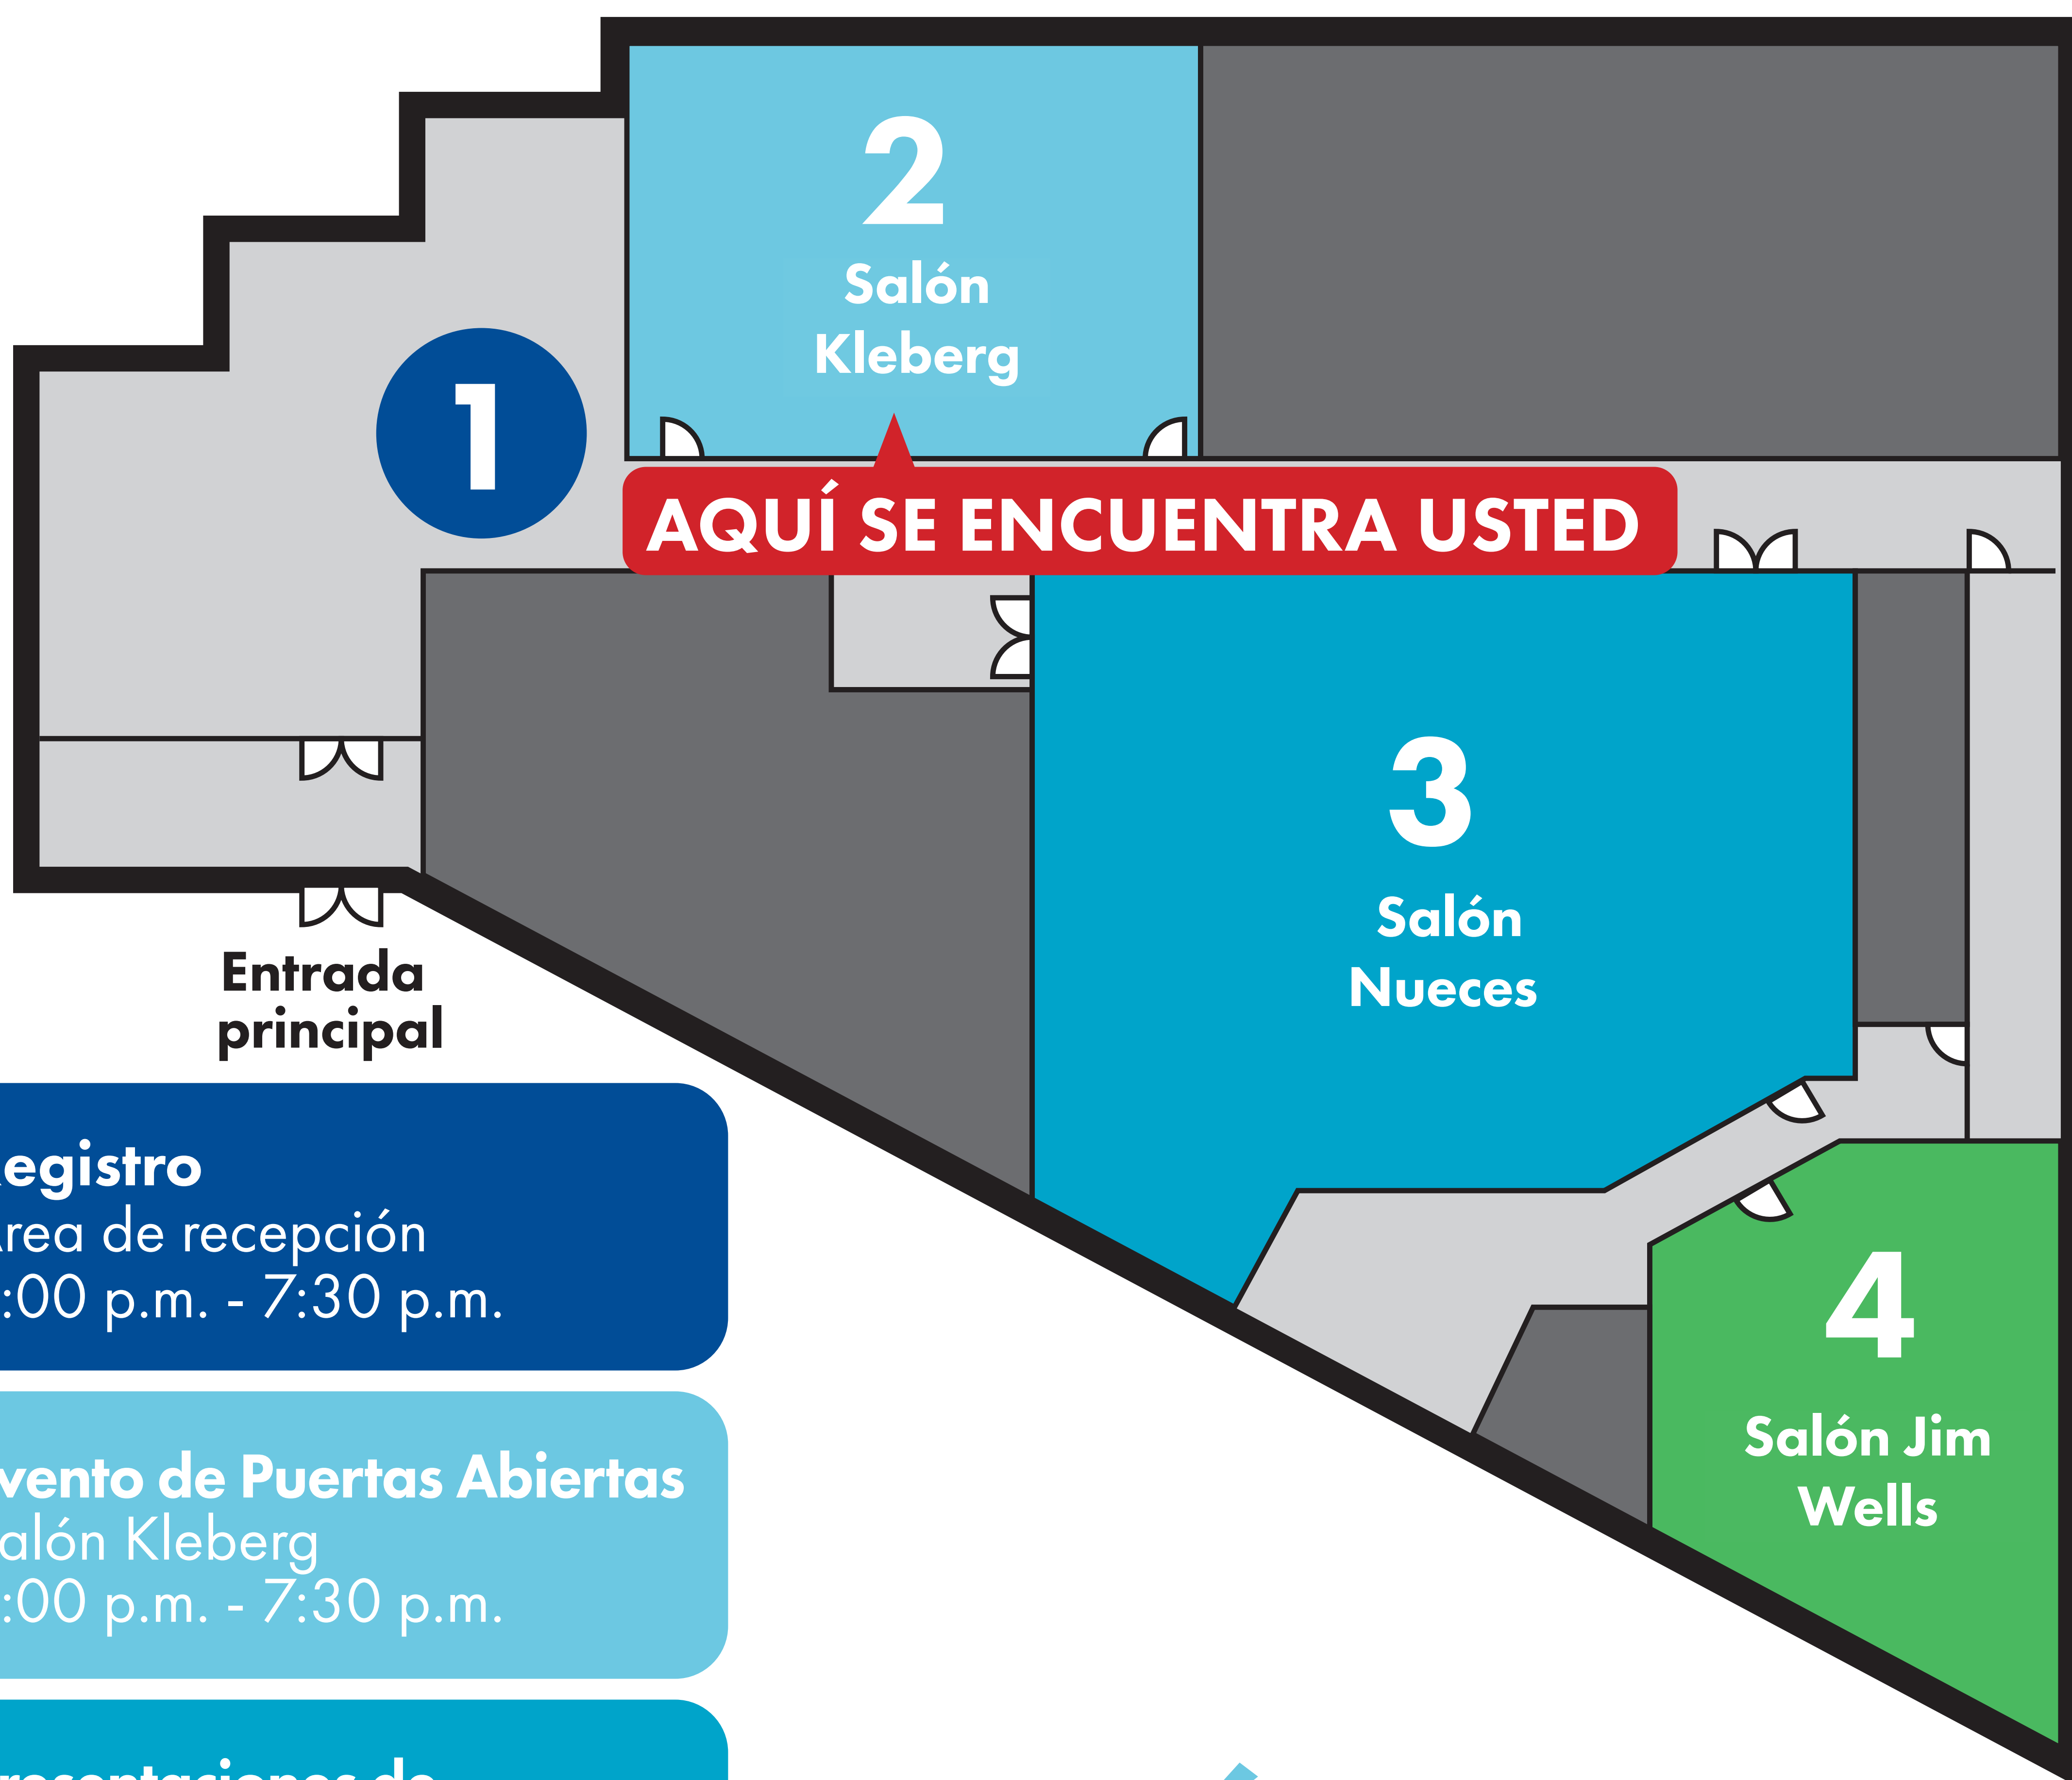 2
Salón
Kleberg
1
AQUÍ SE ENCUENTRA USTED
3
Salón
Nueces
Entrada
principal
4
Salón Jim
Wells
egistro
rea de recepción
:00 p.m. - 7:30 p.m.
vento de Puertas Abiertas
alón Kleberg
:00 p.m. - 7:30 p.m.